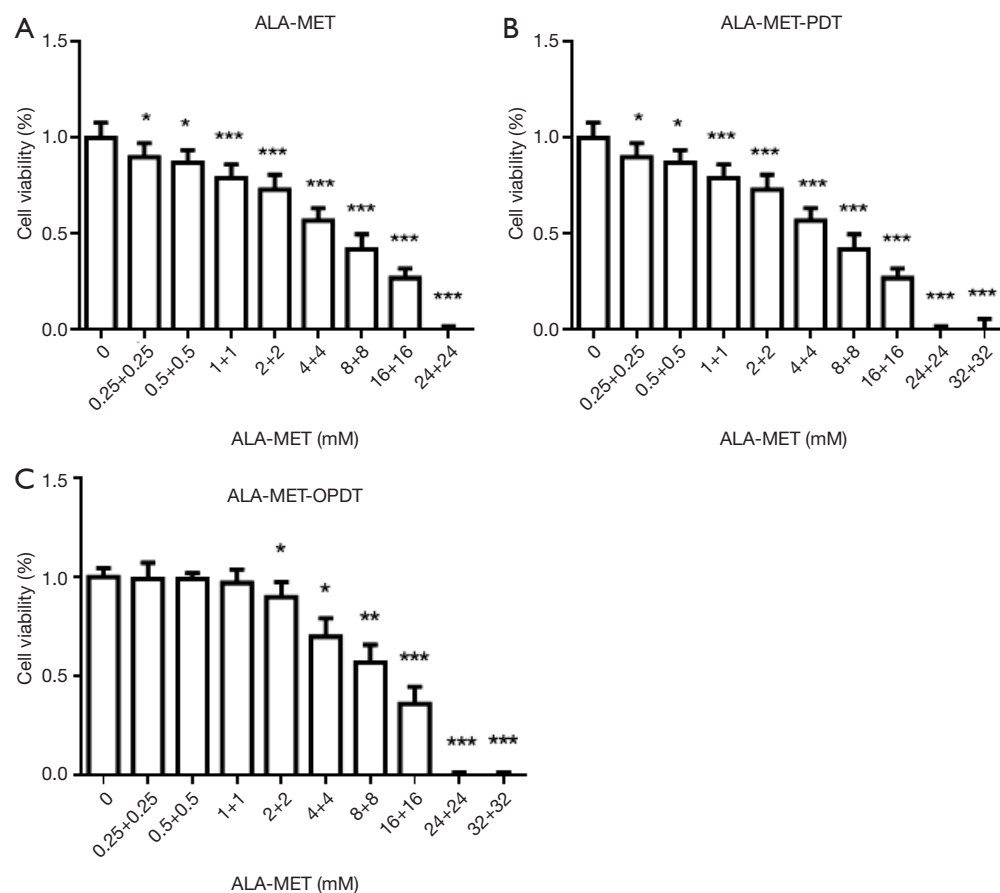 A
ALA-MET
1.5
1.0
0.5
0.0
Cell viability (%)
* * *** *** *** *** *** ***
0 0.25+0.25 0.5+0.5 1+1 2+2 4+4 8+8 16+16 24+24
ALA-MET (mM)
B
ALA-MET-PDT
1.5
1.0
0.5
0.0
Cell viability (%)
* * *** *** *** *** *** *** ***
0 0.25+0.25 0.5+0.5 1+1 2+2 4+4 8+8 16+16 24+24 32+32
ALA-MET (mM)
C
ALA-MET-OPDT
1.5
1.0
0.5
0.0
Cell viability (%)
* * ** *** *** ***
0 0.25+0.25 0.5+0.5 1+1 2+2 4+4 8+8 16+16 24+24 32+32
ALA-MET (mM)